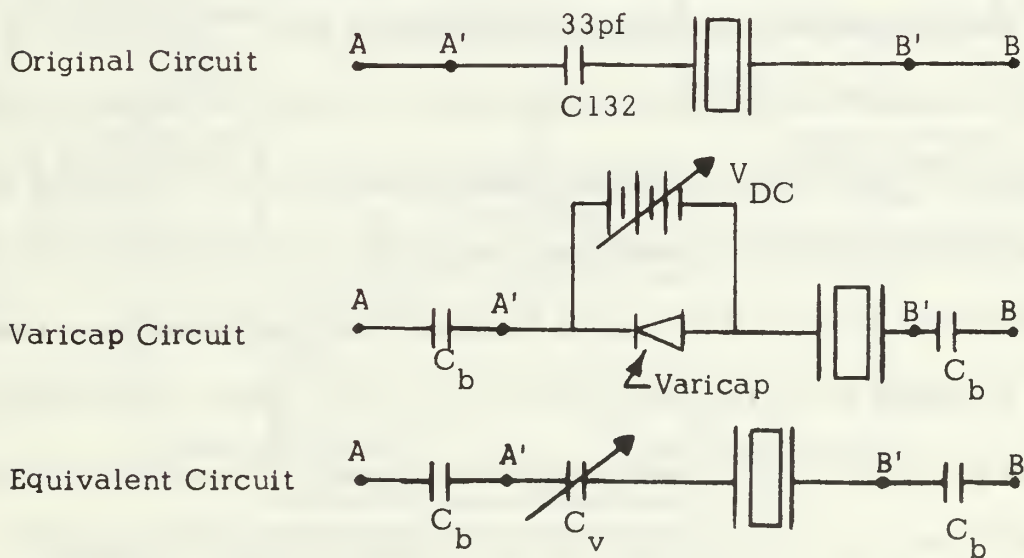 Original Circuit
A A' 33pf B' B
C132
V DC
Varicap Circuit
A A' B' B
C b C b
Varicap
Equivalent Circuit
A A' B' B
C b C v C b